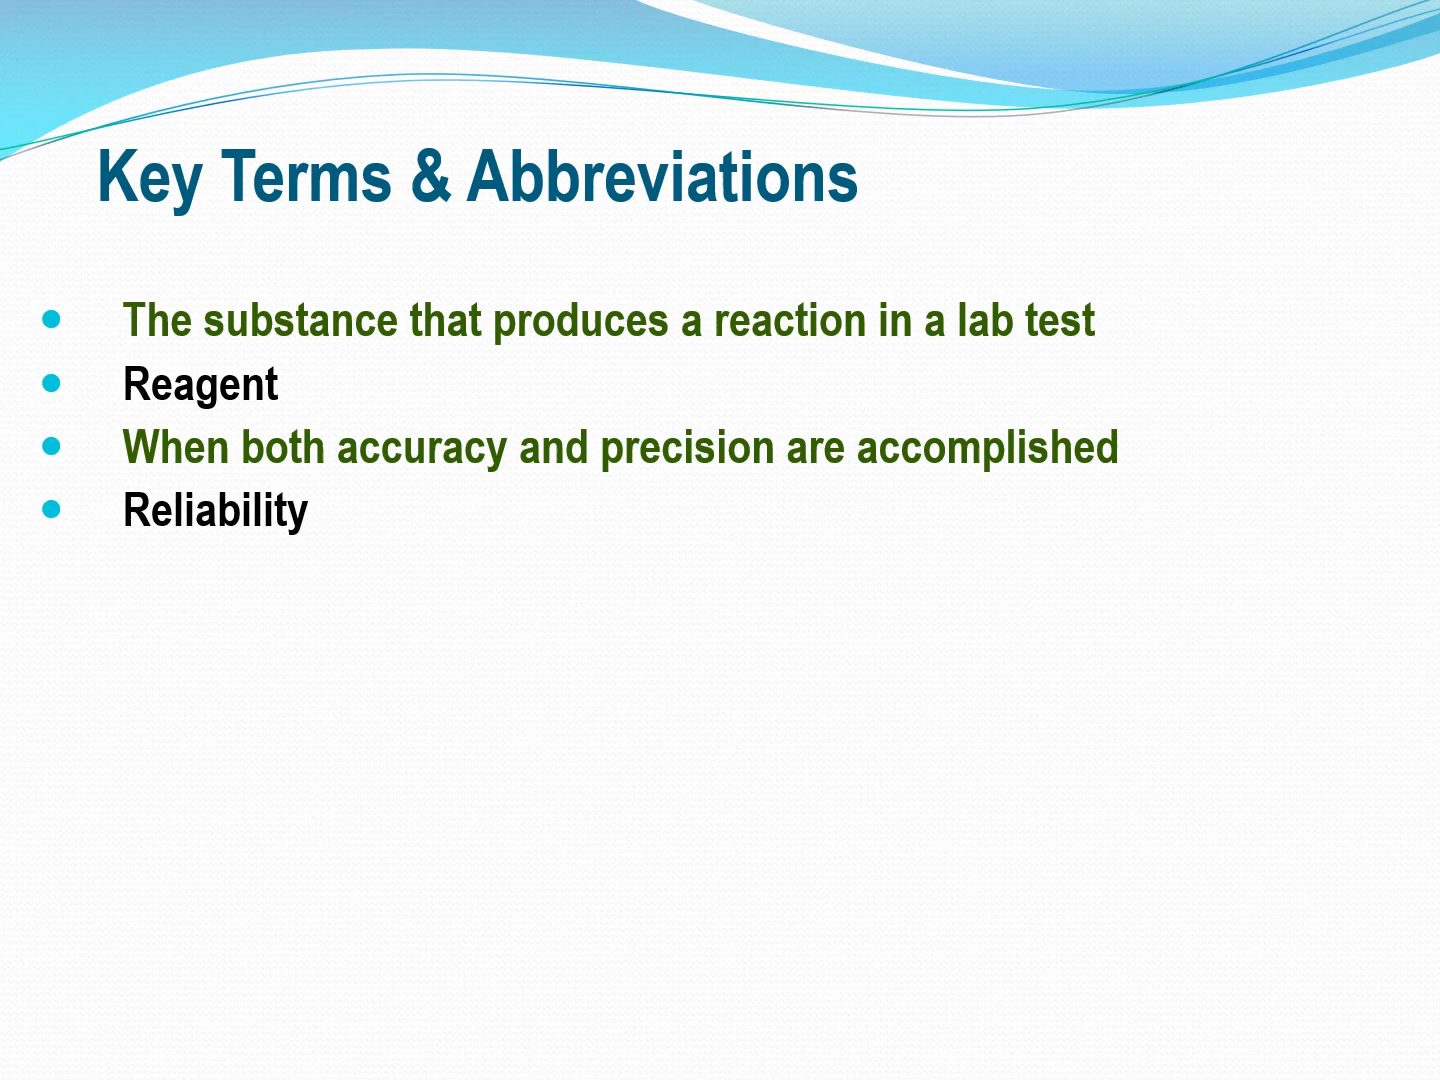 Key Terms & Abbreviations
The substance that produces a reaction in a lab test
Reagent
When both accuracy and precision are accomplished
Reliability